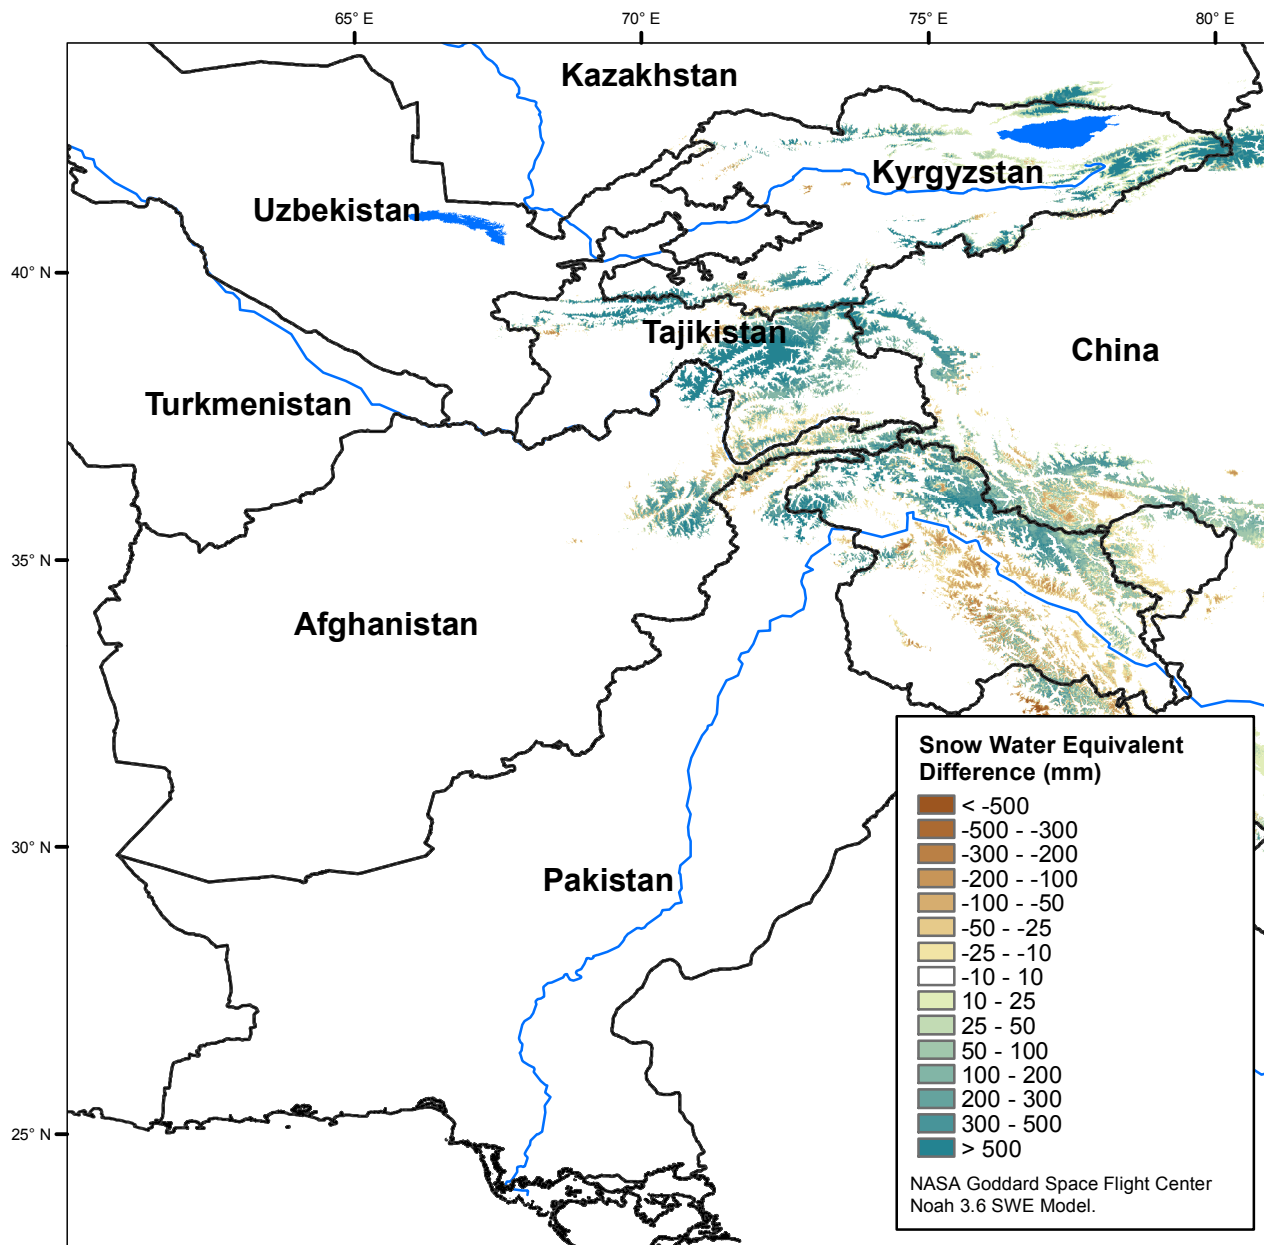 65° E
70° E
75° E
80° E
Kazakhstan
Kyrgyzstan
Uzbekistan
40° N
Tajikistan
China
Turkmenistan
35° N
Afghanistan
Snow Water Equivalent
Difference (mm)
< -500
-500 - -300
-300 - -200
-200 - -100
-100 - -50
-50 - -25
-25 - -10
-10 - 10
10 - 25
25 - 50
50 - 100
100 - 200
200 - 300
300 - 500
> 500
NASA Goddard Space Flight Center
Noah 3.6 SWE Model.
30° N
Pakistan
25° N